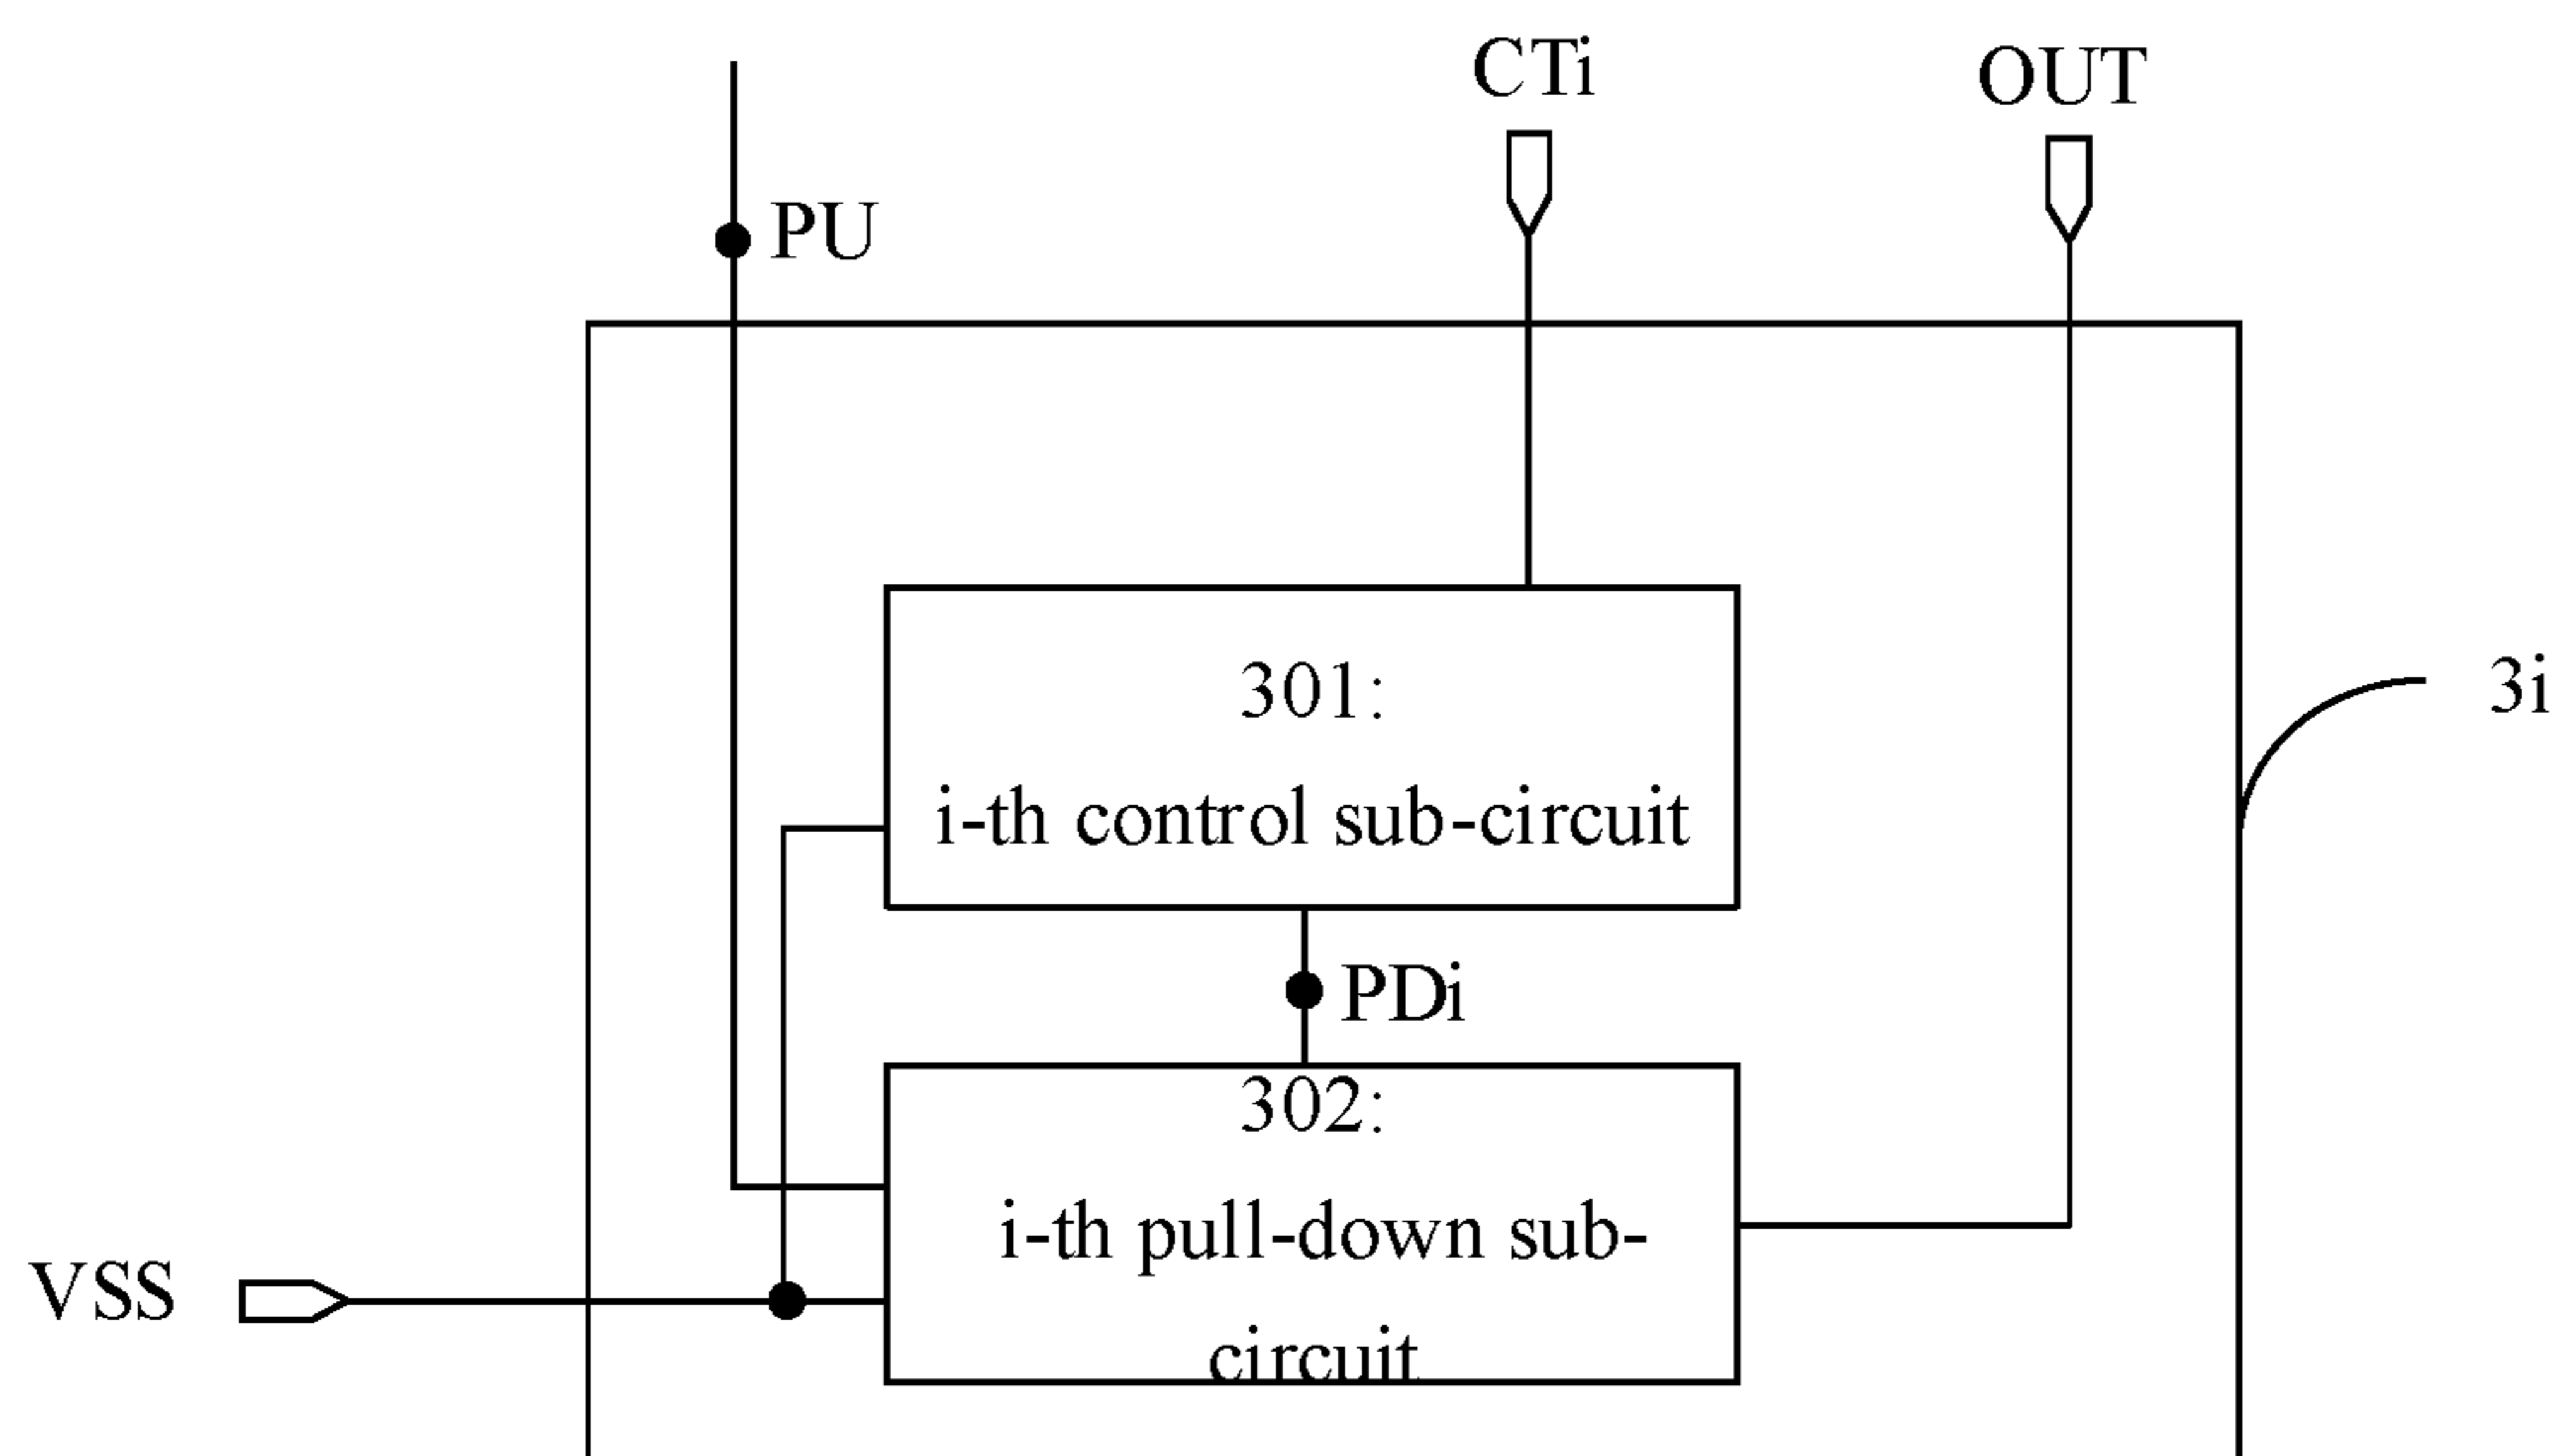 CTi
OUT
PU
301:
i-th control sub-circuit
3i
PDi
302:
i-th pull-down sub-
circuit
VSS